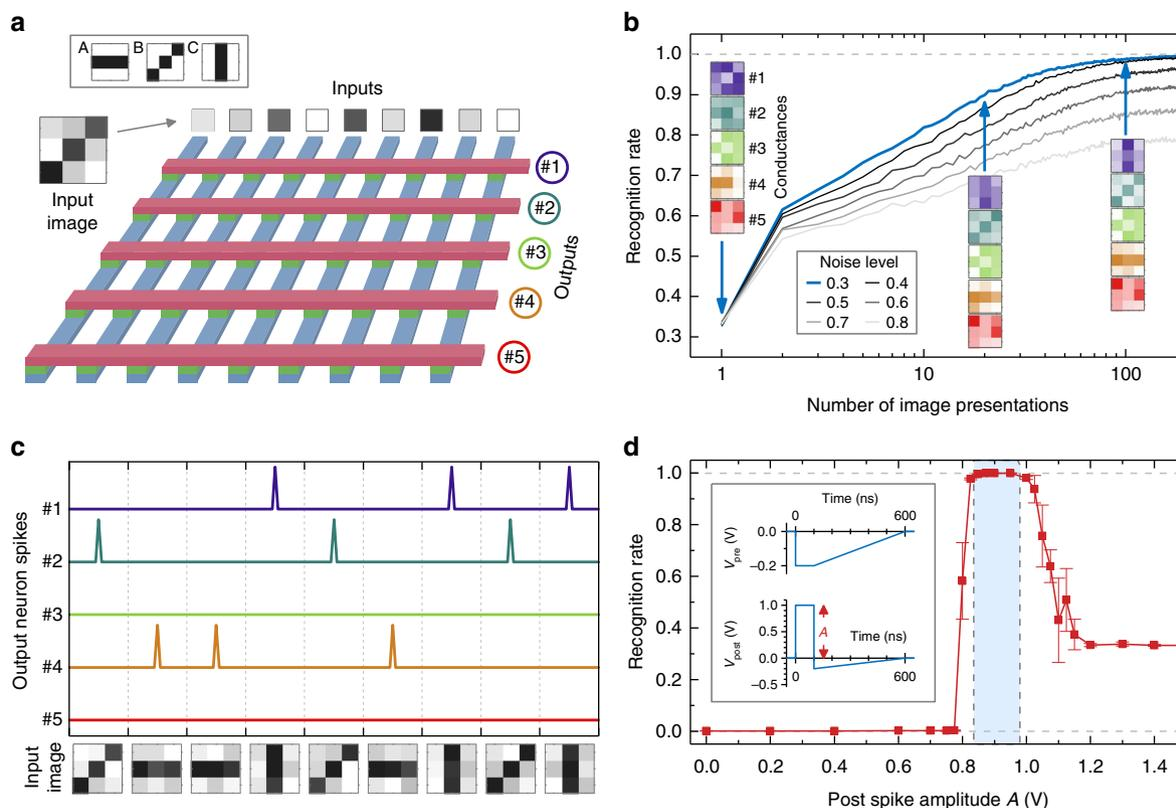 a
A B C
Inputs
Input
image
#1
#2
#3
#4
#5
Outputs
b
Recognition rate
1.0
0.9
0.8
0.7
0.6
0.5
0.4
0.3
#1
#2
#3
#4
#5
Conductances
Noise level
0.3 0.4
0.5 0.6
0.7 0.8
1 10 100
Number of image presentations
c
Output neuron spikes
#1
#2
#3
#4
#5
Input
image
d
Recognition rate
1.0
0.8
0.6
0.4
0.2
0.0
Time (ns)
0 600
Vpre (V)
0.0
−0.2
Vpost (V)
1.0
0.5
0.0
−0.5
A
Time (ns)
0 600
0.0 0.2 0.4 0.6 0.8 1.0 1.2 1.4
Post spike amplitude A (V)